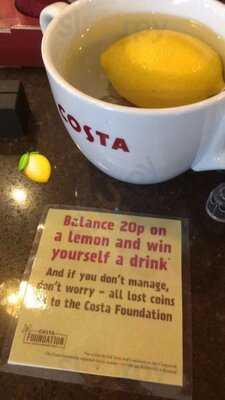 COSTA
Balance 20p on
a lemon and win
yourself a drink*
And if you don't manage,
don't worry - all lost coins
to the Costa Foundation
COSTA
FOUNDATION